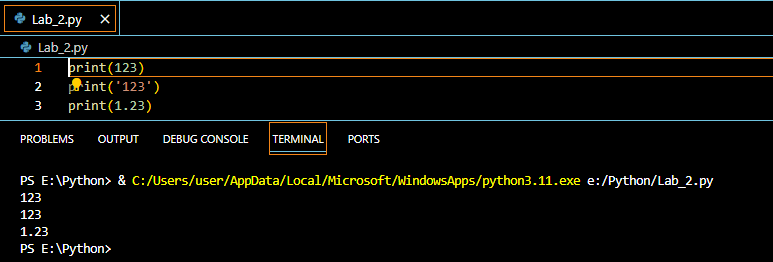 Lab_2.py ×
Lab_2.py
1 print(123)
2 print('123')
3 print(1.23)
PROBLEMS OUTPUT DEBUG CONSOLE TERMINAL PORTS
PS E:\Python> & C:/Users/user/AppData/Local/Microsoft/WindowsApps/python3.11.exe e:/Python/Lab_2.py
123
123
1.23
PS E:\Python>